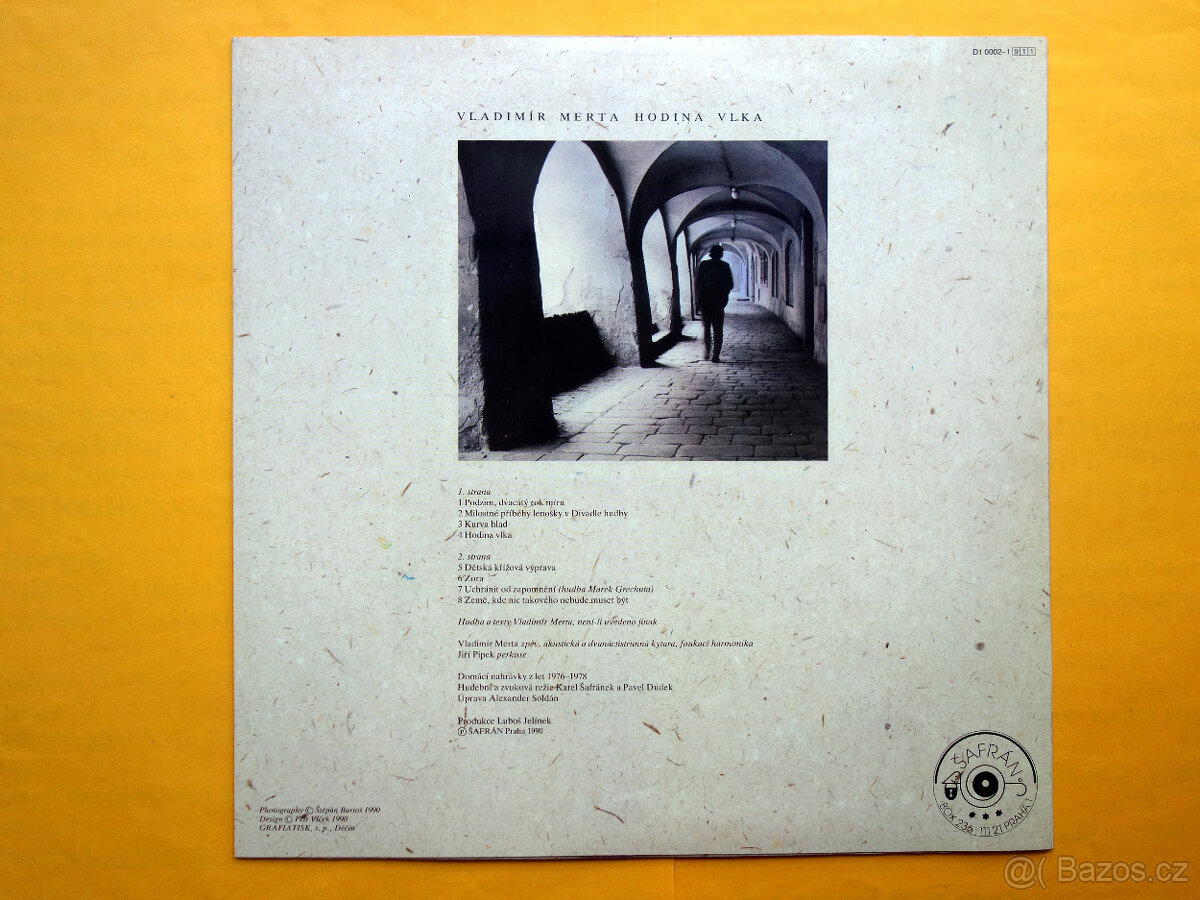 D1 0002-1 911
VLADIMÍR MERTA HODINA VLKA
1. strana
1 Podzim, dvacátý rok míru
2 Milostné příběhy lenošky v Divadle hudby
3 Kurva hlad
4 Hodina vlka
2. strana
5 Dětská křížová výprava
6 Zora
7 Uchránit od zapomnění (hudba Marek Grechuta)
8 Země, kde nic takového nebude muset být
Hudba a texty Vladimír Merta, není-li uvedeno jinak
Vladimír Merta zpěv, akustická a dvanáctistrunná kytara, foukací harmonika
Jiří Pipek perkuse
Domácí nahrávky z let 1976–1978
Hudební a zvuková režie Karel Šafránek a Pavel Dudek
Úprava Alexander Soldán
Produkce Luboš Jelínek
Ⓟ ŠAFRÁN Praha 1990
Photography © Štěpán Bartoš 1990
Design © Petr Vlček 1990
GRAFIATISK, s. p., Děčín
ŠAFRÁN
BOX 235 111 21 PRAHA 1
@( Bazos.cz